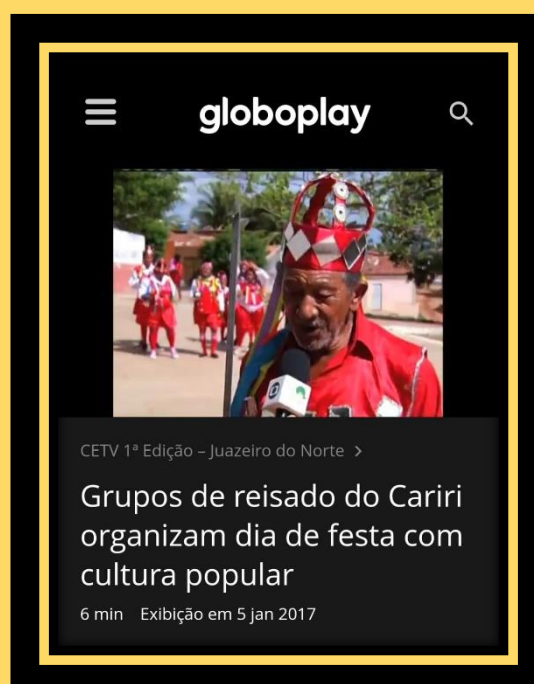 globoplay
CETV 1ª Edição – Juazeiro do Norte >
Grupos de reisado do Cariri
organizam dia de festa com
cultura popular
6 min Exibição em 5 jan 2017